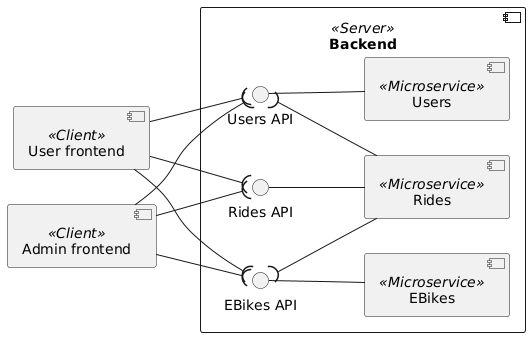 «Server»
Backend
«Microservice»
Users
Users API
«Client»
User frontend
«Microservice»
Rides
Rides API
«Client»
Admin frontend
«Microservice»
EBikes
EBikes API